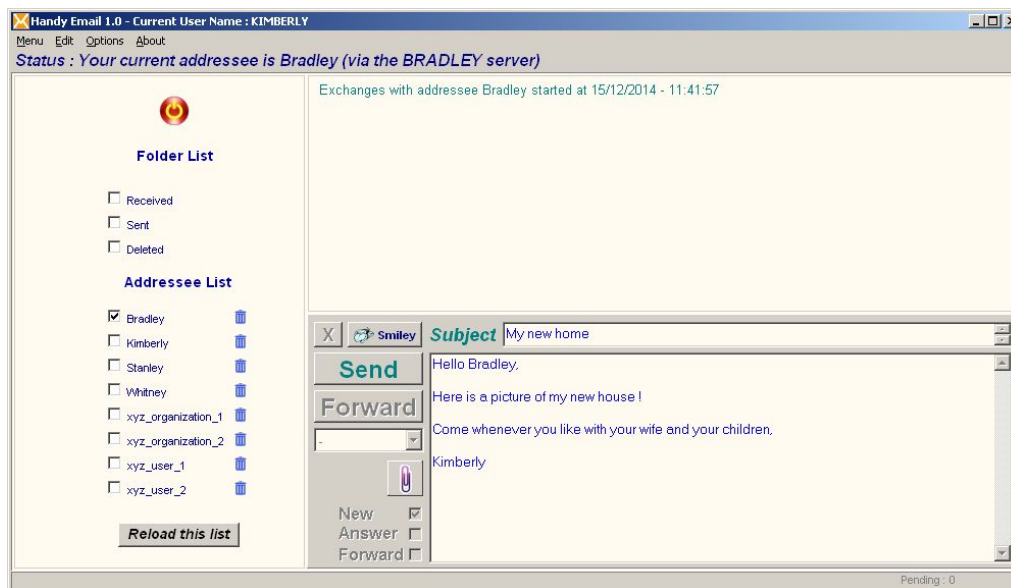 Handy Email 1.0 - Current User Name : KIMBERLY
Menu Edit Options About
Status : Your current addressee is Bradley (via the BRADLEY server)
Folder List
Received
Sent
Deleted
Addressee List
Bradley
Kimberly
Stanley
Whitney
xyz_organization_1
xyz_organization_2
xyz_user_1
xyz_user_2
Reload this list
Exchanges with addressee Bradley started at 15/12/2014 - 11:41:57
X Smiley Subject My new home
Send
Forward
-
New
Answer
Forward
Hello Bradley,
Here is a picture of my new house !
Come whenever you like with your wife and your children,
Kimberly
Pending : 0